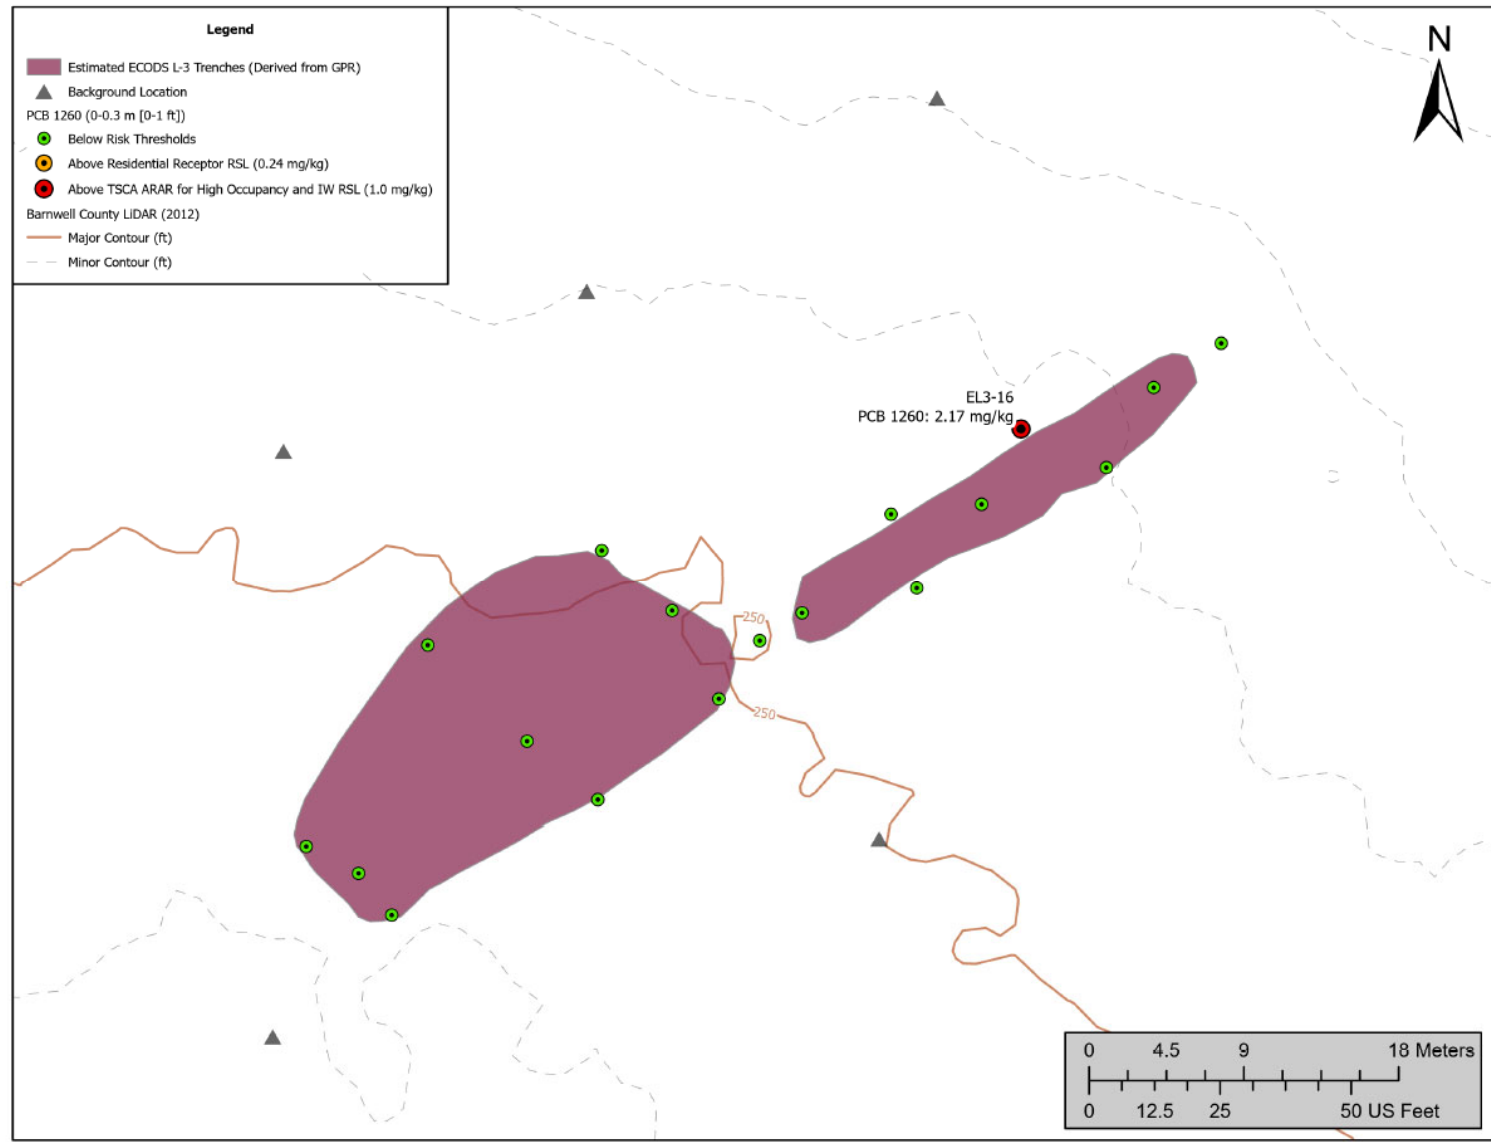 Legend
Estimated ECODS L-3 Trenches (Derived from GPR)
Background Location
PCB 1260 (0-0.3 m [0-1 ft])
Below Risk Thresholds
Above Residential Receptor RSL (0.24 mg/kg)
Above TSCA ARAR for High Occupancy and IW RSL (1.0 mg/kg)
Barnwell County LiDAR (2012)
Major Contour (ft)
Minor Contour (ft)
N
EL3-16
PCB 1260: 2.17 mg/kg
250
250
0 4.5 9 18 Meters
0 12.5 25 50 US Feet